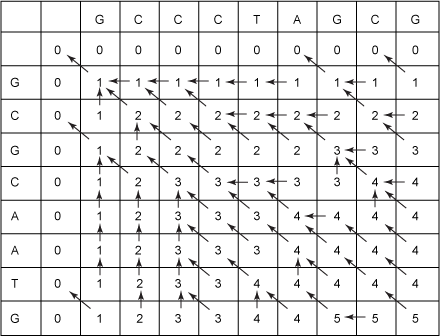 G C C C T A G C G
0 0 0 0 0 0 0 0 0 0
G 0 1 1 1 1 1 1 1 1 1
C 0 1 2 2 2 2 2 2 2 2
G 0 1 2 2 2 2 2 3 3 3
C 0 1 2 3 3 3 3 3 4 4
A 0 1 2 3 3 3 4 4 4 4
A 0 1 2 3 3 3 4 4 4 4
T 0 1 2 3 3 4 4 4 4 4
G 0 1 2 3 3 4 4 5 5 5